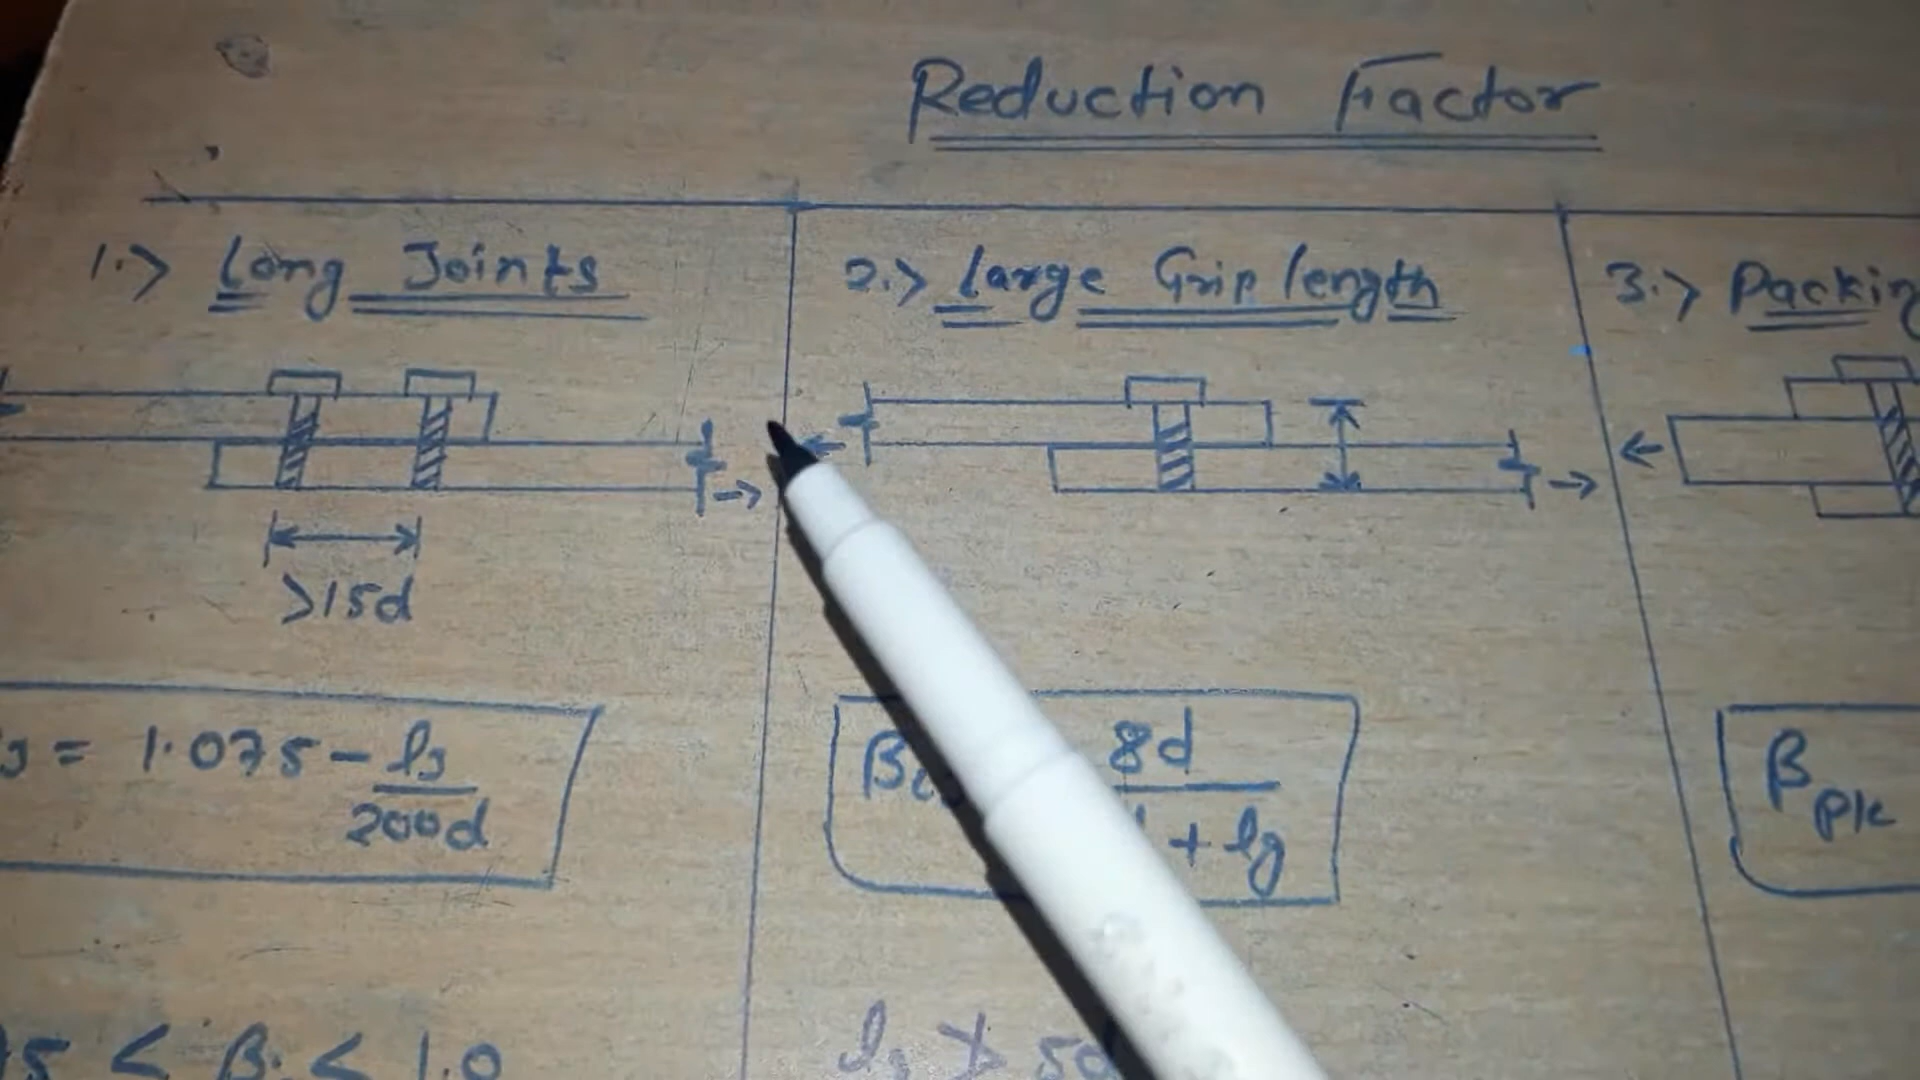 Reduction Factor
1.> Long Joints
2.> Large Grip length
3.> Packin
>15d
J = 1.075 - lJ
200d
8d
+ lg
β pk
< β < 1.0